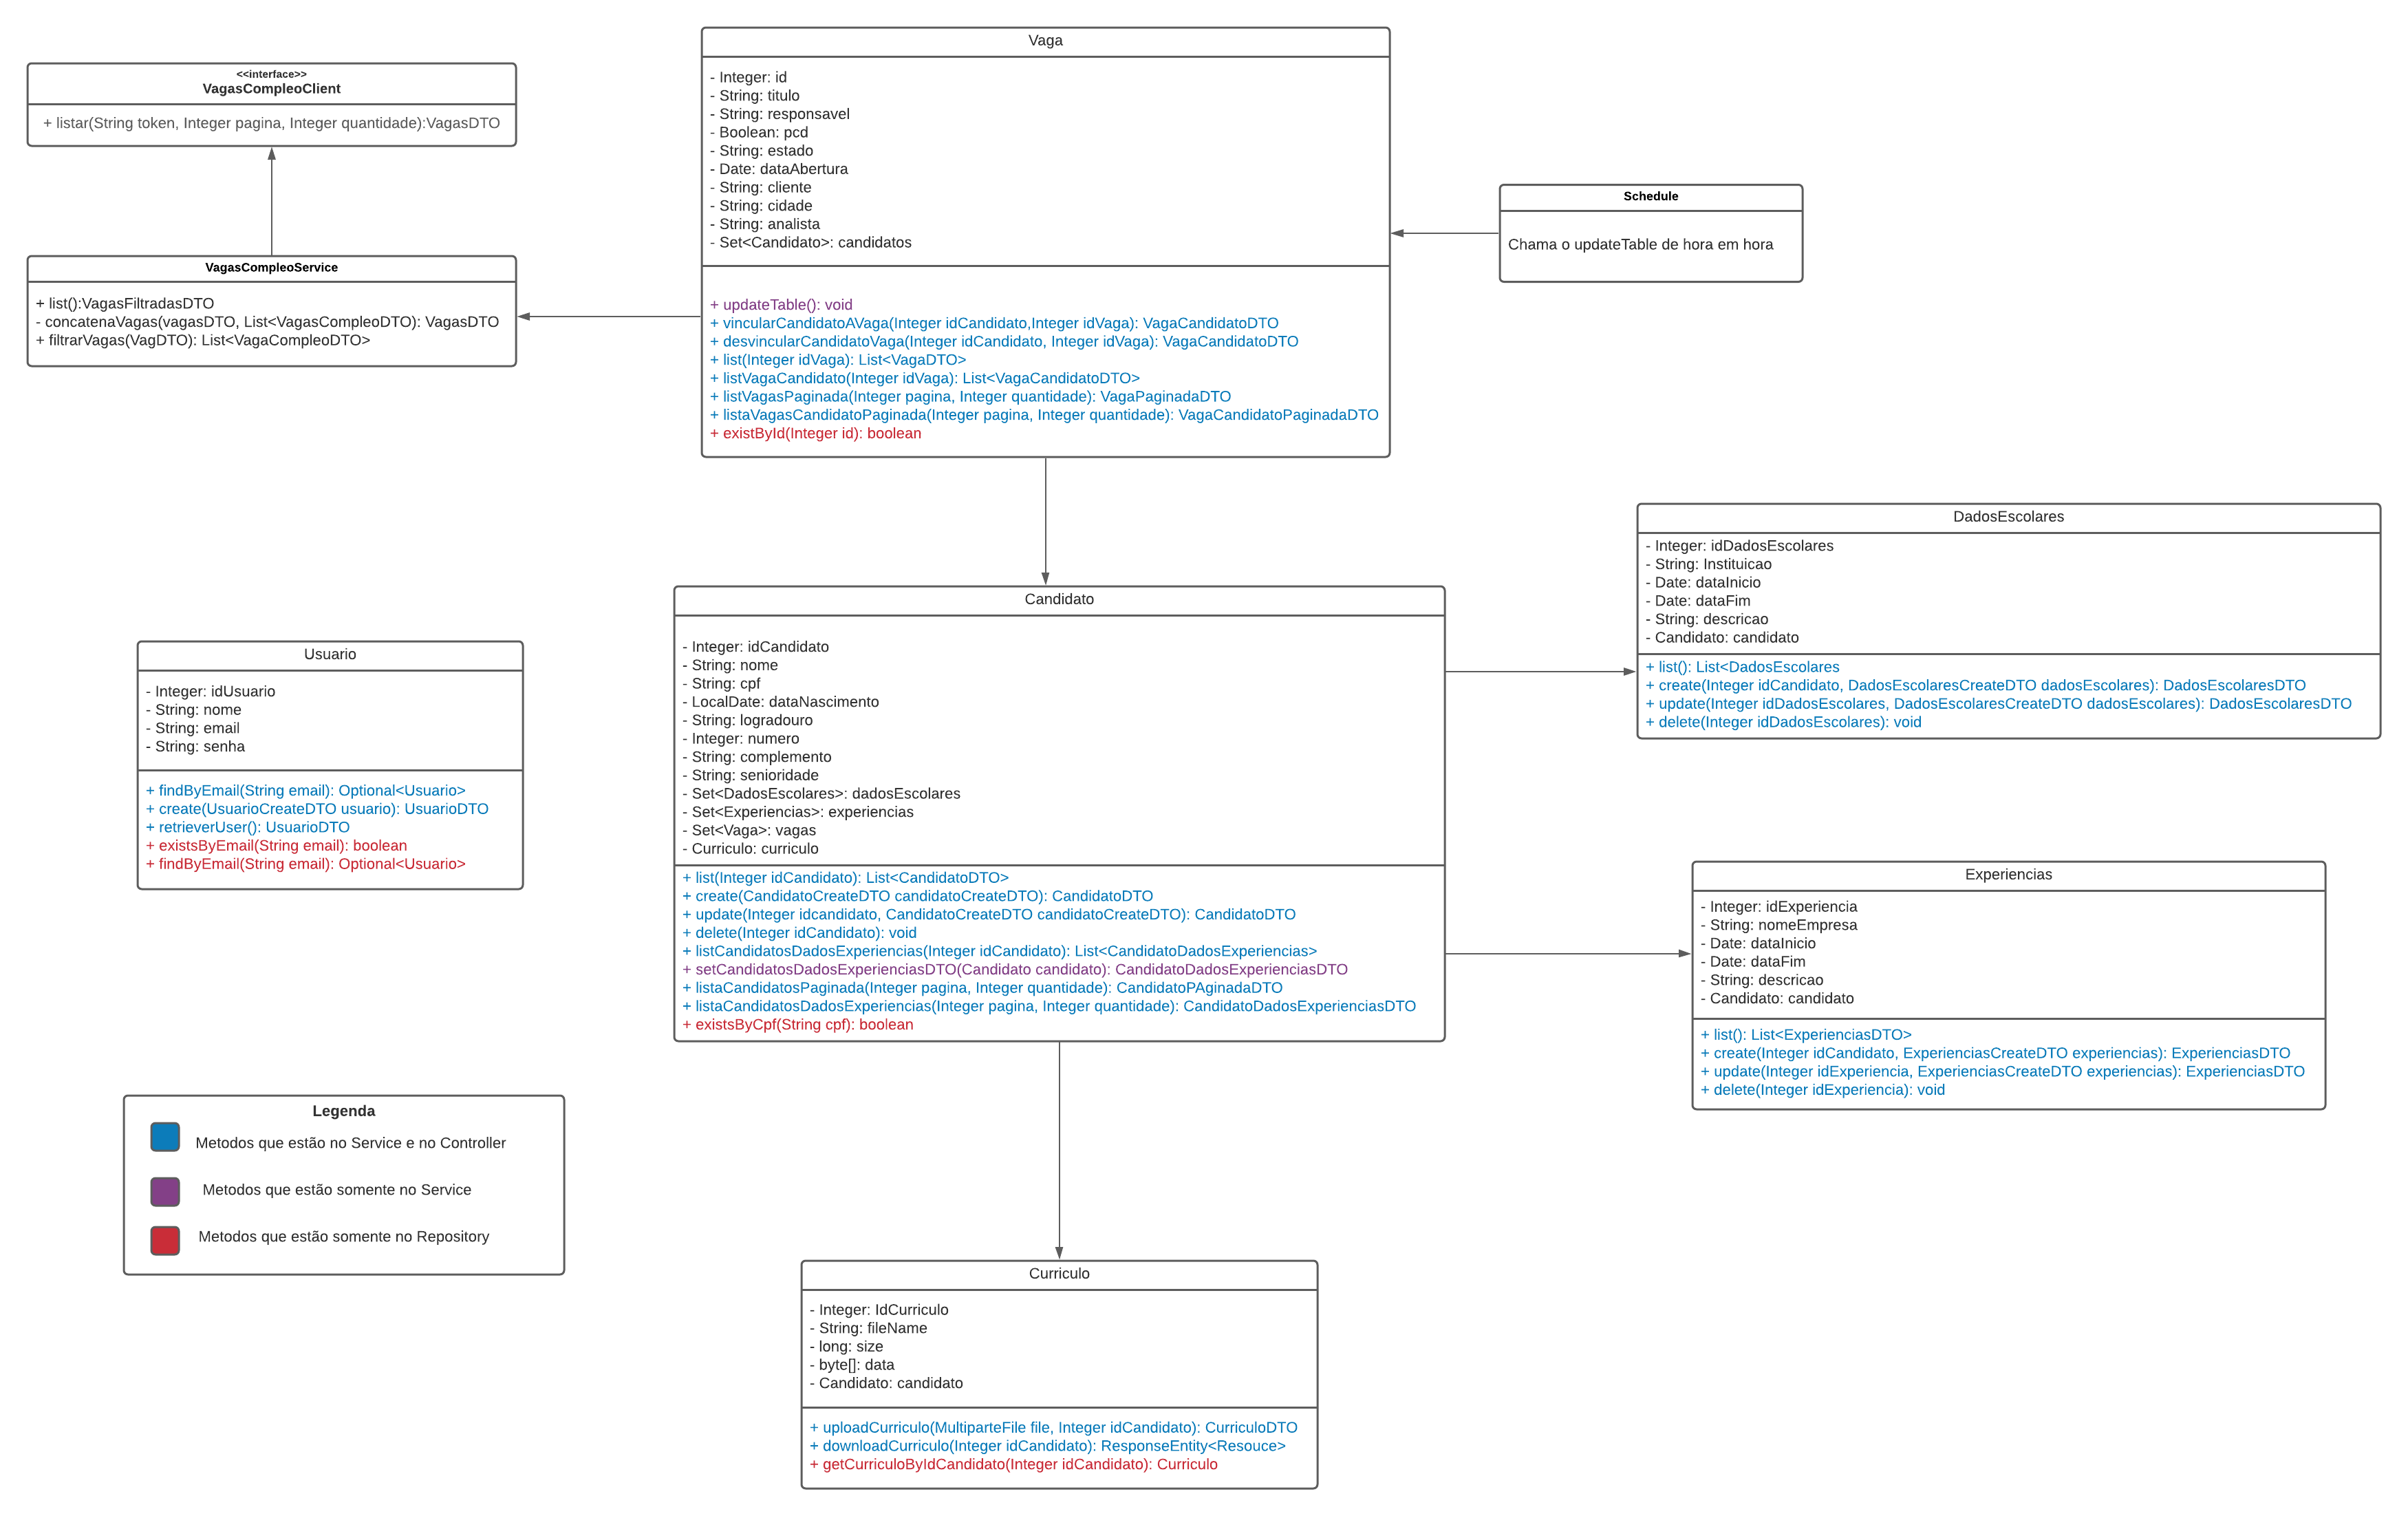 Vaga
- Integer: id
- String: titulo
- String: responsavel
- Boolean: pcd
- String: estado
- Date: dataAbertura
- String: cliente
- String: cidade
- String: analista
- Set<Candidato>: candidatos
+ updateTable(): void
+ vincularCandidatoAVaga(Integer idCandidato,Integer idVaga): VagaCandidatoDTO
+ desvincularCandidatoVaga(Integer idCandidato, Integer idVaga): VagaCandidatoDTO
+ list(Integer idVaga): List<VagaDTO>
+ listVagaCandidato(Integer idVaga): List<VagaCandidatoDTO>
+ listVagasPaginada(Integer pagina, Integer quantidade): VagaPaginadaDTO
+ listaVagasCandidatoPaginada(Integer pagina, Integer quantidade): VagaCandidatoPaginadaDTO
+ existById(Integer id): boolean
<<interface>>
VagasCompleoClient
+ listar(String token, Integer pagina, Integer quantidade):VagasDTO
VagasCompleoService
+ list():VagasFiltradasDTO
- concatenaVagas(vagasDTO, List<VagasCompleoDTO): VagasDTO
+ filtrarVagas(VagDTO): List<VagaCompleoDTO>
Schedule
Chama o updateTable de hora em hora
DadosEscolares
- Integer: idDadosEscolares
- String: Instituicao
- Date: dataInicio
- Date: dataFim
- String: descricao
- Candidato: candidato
+ list(): List<DadosEscolares
+ create(Integer idCandidato, DadosEscolaresCreateDTO dadosEscolares): DadosEscolaresDTO
+ update(Integer idDadosEscolares, DadosEscolaresCreateDTO dadosEscolares): DadosEscolaresDTO
+ delete(Integer idDadosEscolares): void
Candidato
- Integer: idCandidato
- String: nome
- String: cpf
- LocalDate: dataNascimento
- String: logradouro
- Integer: numero
- String: complemento
- String: senioridade
- Set<DadosEscolares>: dadosEscolares
- Set<Experiencias>: experiencias
- Set<Vaga>: vagas
- Curriculo: curriculo
+ list(Integer idCandidato): List<CandidatoDTO>
+ create(CandidatoCreateDTO candidatoCreateDTO): CandidatoDTO
+ update(Integer idcandidato, CandidatoCreateDTO candidatoCreateDTO): CandidatoDTO
+ delete(Integer idCandidato): void
+ listCandidatosDadosExperiencias(Integer idCandidato): List<CandidatoDadosExperiencias>
+ setCandidatosDadosExperienciasDTO(Candidato candidato): CandidatoDadosExperienciasDTO
+ listaCandidatosPaginada(Integer pagina, Integer quantidade): CandidatoPAginadaDTO
+ listaCandidatosDadosExperiencias(Integer pagina, Integer quantidade): CandidatoDadosExperienciasDTO
+ existsByCpf(String cpf): boolean
Usuario
- Integer: idUsuario
- String: nome
- String: email
- String: senha
+ findByEmail(String email): Optional<Usuario>
+ create(UsuarioCreateDTO usuario): UsuarioDTO
+ retrieverUser(): UsuarioDTO
+ existsByEmail(String email): boolean
+ findByEmail(String email): Optional<Usuario>
Experiencias
- Integer: idExperiencia
- String: nomeEmpresa
- Date: dataInicio
- Date: dataFim
- String: descricao
- Candidato: candidato
+ list(): List<ExperienciasDTO>
+ create(Integer idCandidato, ExperienciasCreateDTO experiencias): ExperienciasDTO
+ update(Integer idExperiencia, ExperienciasCreateDTO experiencias): ExperienciasDTO
+ delete(Integer idExperiencia): void
Legenda
Metodos que estão no Service e no Controller
Metodos que estão somente no Service
Metodos que estão somente no Repository
Curriculo
- Integer: IdCurriculo
- String: fileName
- long: size
- byte[]: data
- Candidato: candidato
+ uploadCurriculo(MultiparteFile file, Integer idCandidato): CurriculoDTO
+ downloadCurriculo(Integer idCandidato): ResponseEntity<Resouce>
+ getCurriculoByIdCandidato(Integer idCandidato): Curriculo